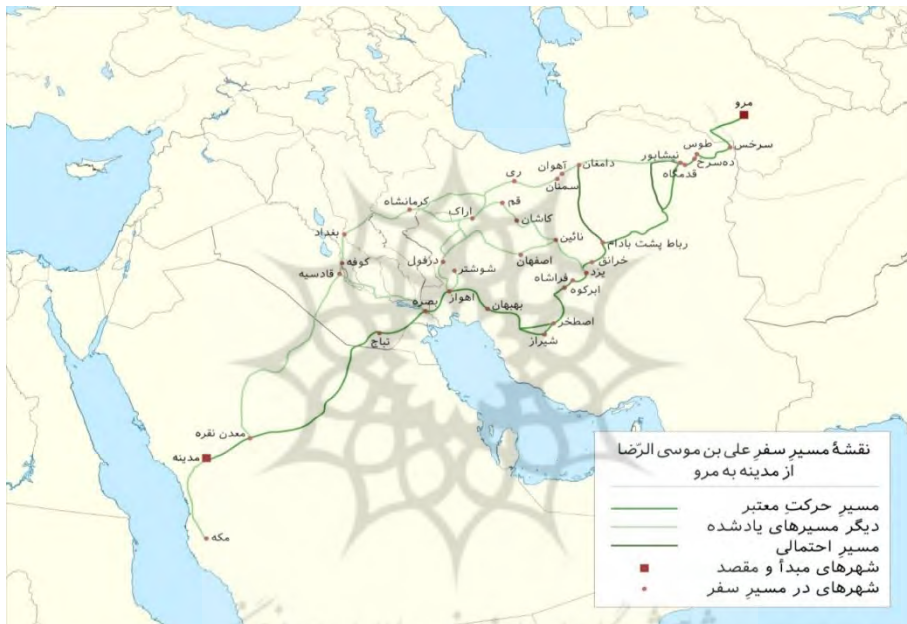 مرو
سرخس
طوس
ده‌سرخ
نیشابور
قدمگاه
دامغان
آهوان
سمنان
ری
قم
اراک
کرمانشاه
کاشان
بغداد
نائین
رباط پشت بادام
کوفه
قادسیه
دزفول
شوشتر
اصفهان
خرانق
یزد
فراشاه
ابرکوه
اهواز
بصره
بهبهان
اصطخر
شیراز
نباج
معدن نقره
مدینه
مکه
نقشهٔ مسیرِ سفرِ علی بن موسی الرّضا
از مدینه به مرو
مسیرِ حرکتِ معتبر
دیگر مسیرهای یادشده
مسیرِ احتمالی
شهرهای مبدأ و مقصد
شهرهای در مسیرِ سفر